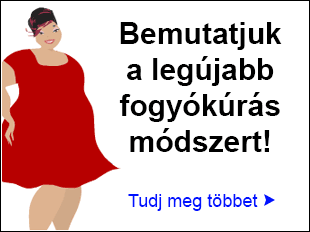 Bemutatjuk
a legújabb
fogyókúrás
módszert!
Tudj meg többet ➤